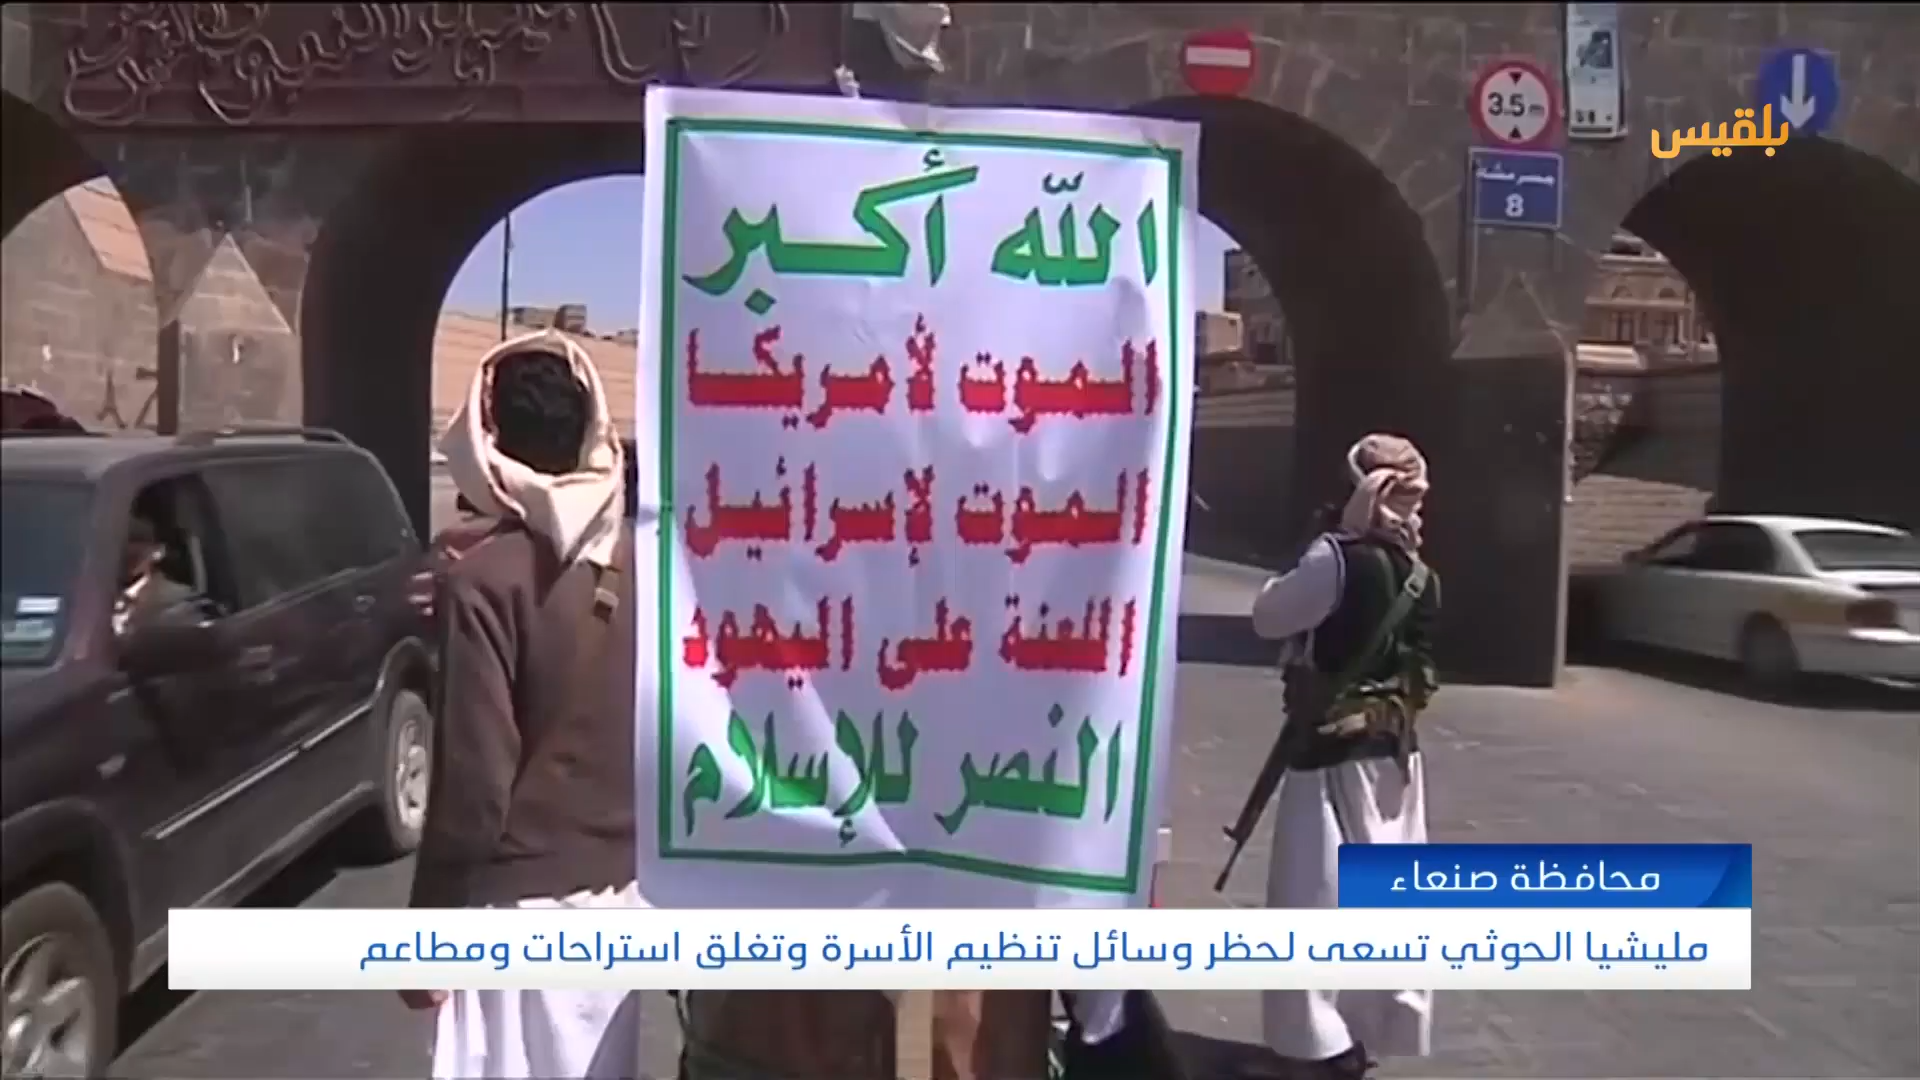 3.5m
بلقيس
8
الله أكبر
الموت لأمريكا
الموت لإسرائيل
اللعنة على اليهود
النصر للإسلام
محافظة صنعاء
مليشيا الحوثي تسعى لحظر وسائل تنظيم الأسرة وتغلق استراحات ومطاعم